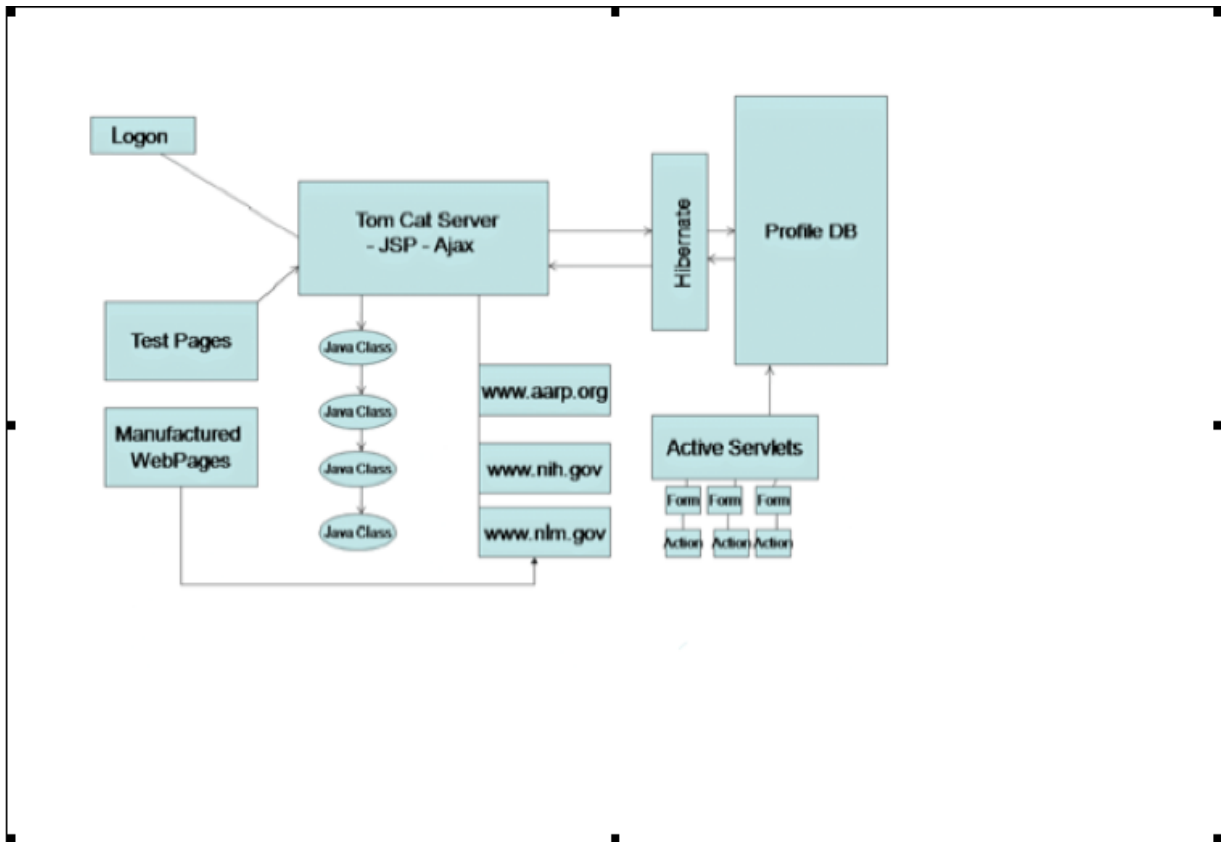 Logon
Tom Cat Server
- JSP - Ajax
Hibernate
Profile DB
Test Pages
Manufactured
WebPages
Java Class
Java Class
Java Class
Java Class
www.aarp.org
www.nih.gov
www.nlm.gov
Active Servlets
Form
Form
Form
Action
Action
Action